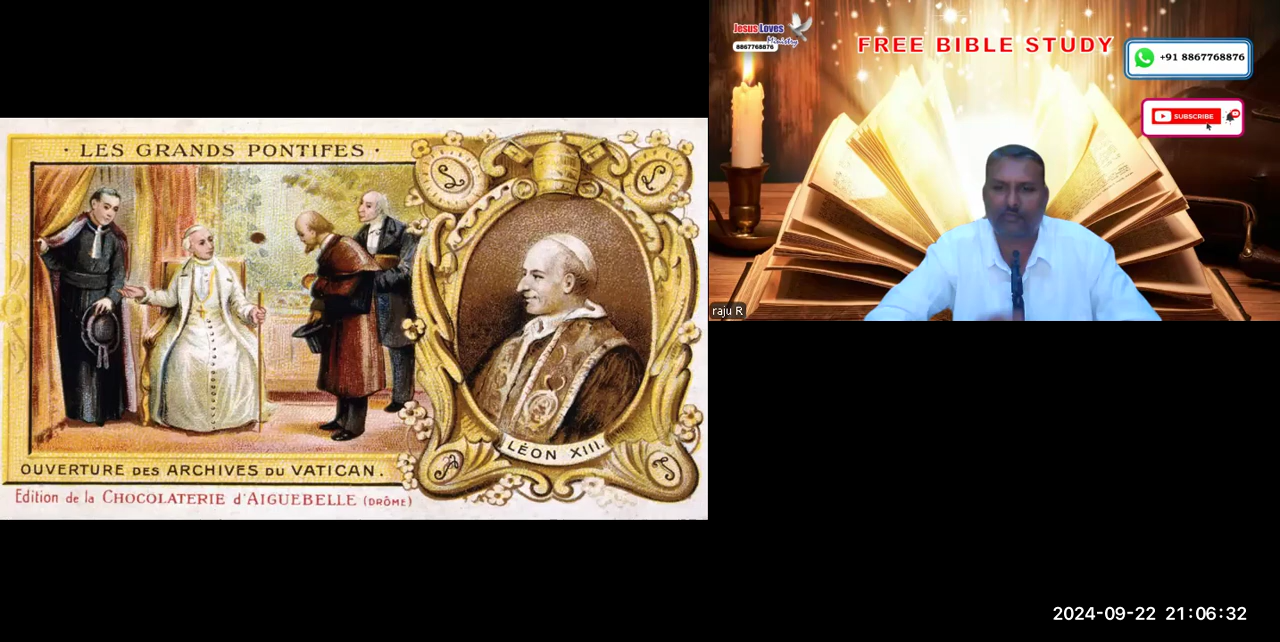 · LES GRANDS PONTIFES ·
LÉON XIII.
OUVERTURE DES ARCHIVES DU VATICAN.
Edition de la CHOCOLATERIE d'AIGUEBELLE (DRÔME)
Jesus Loves
Ministry
8867768876
FREE BIBLE STUDY
+91 8867768876
SUBSCRIBE
raju R
2024-09-22 21:06:32